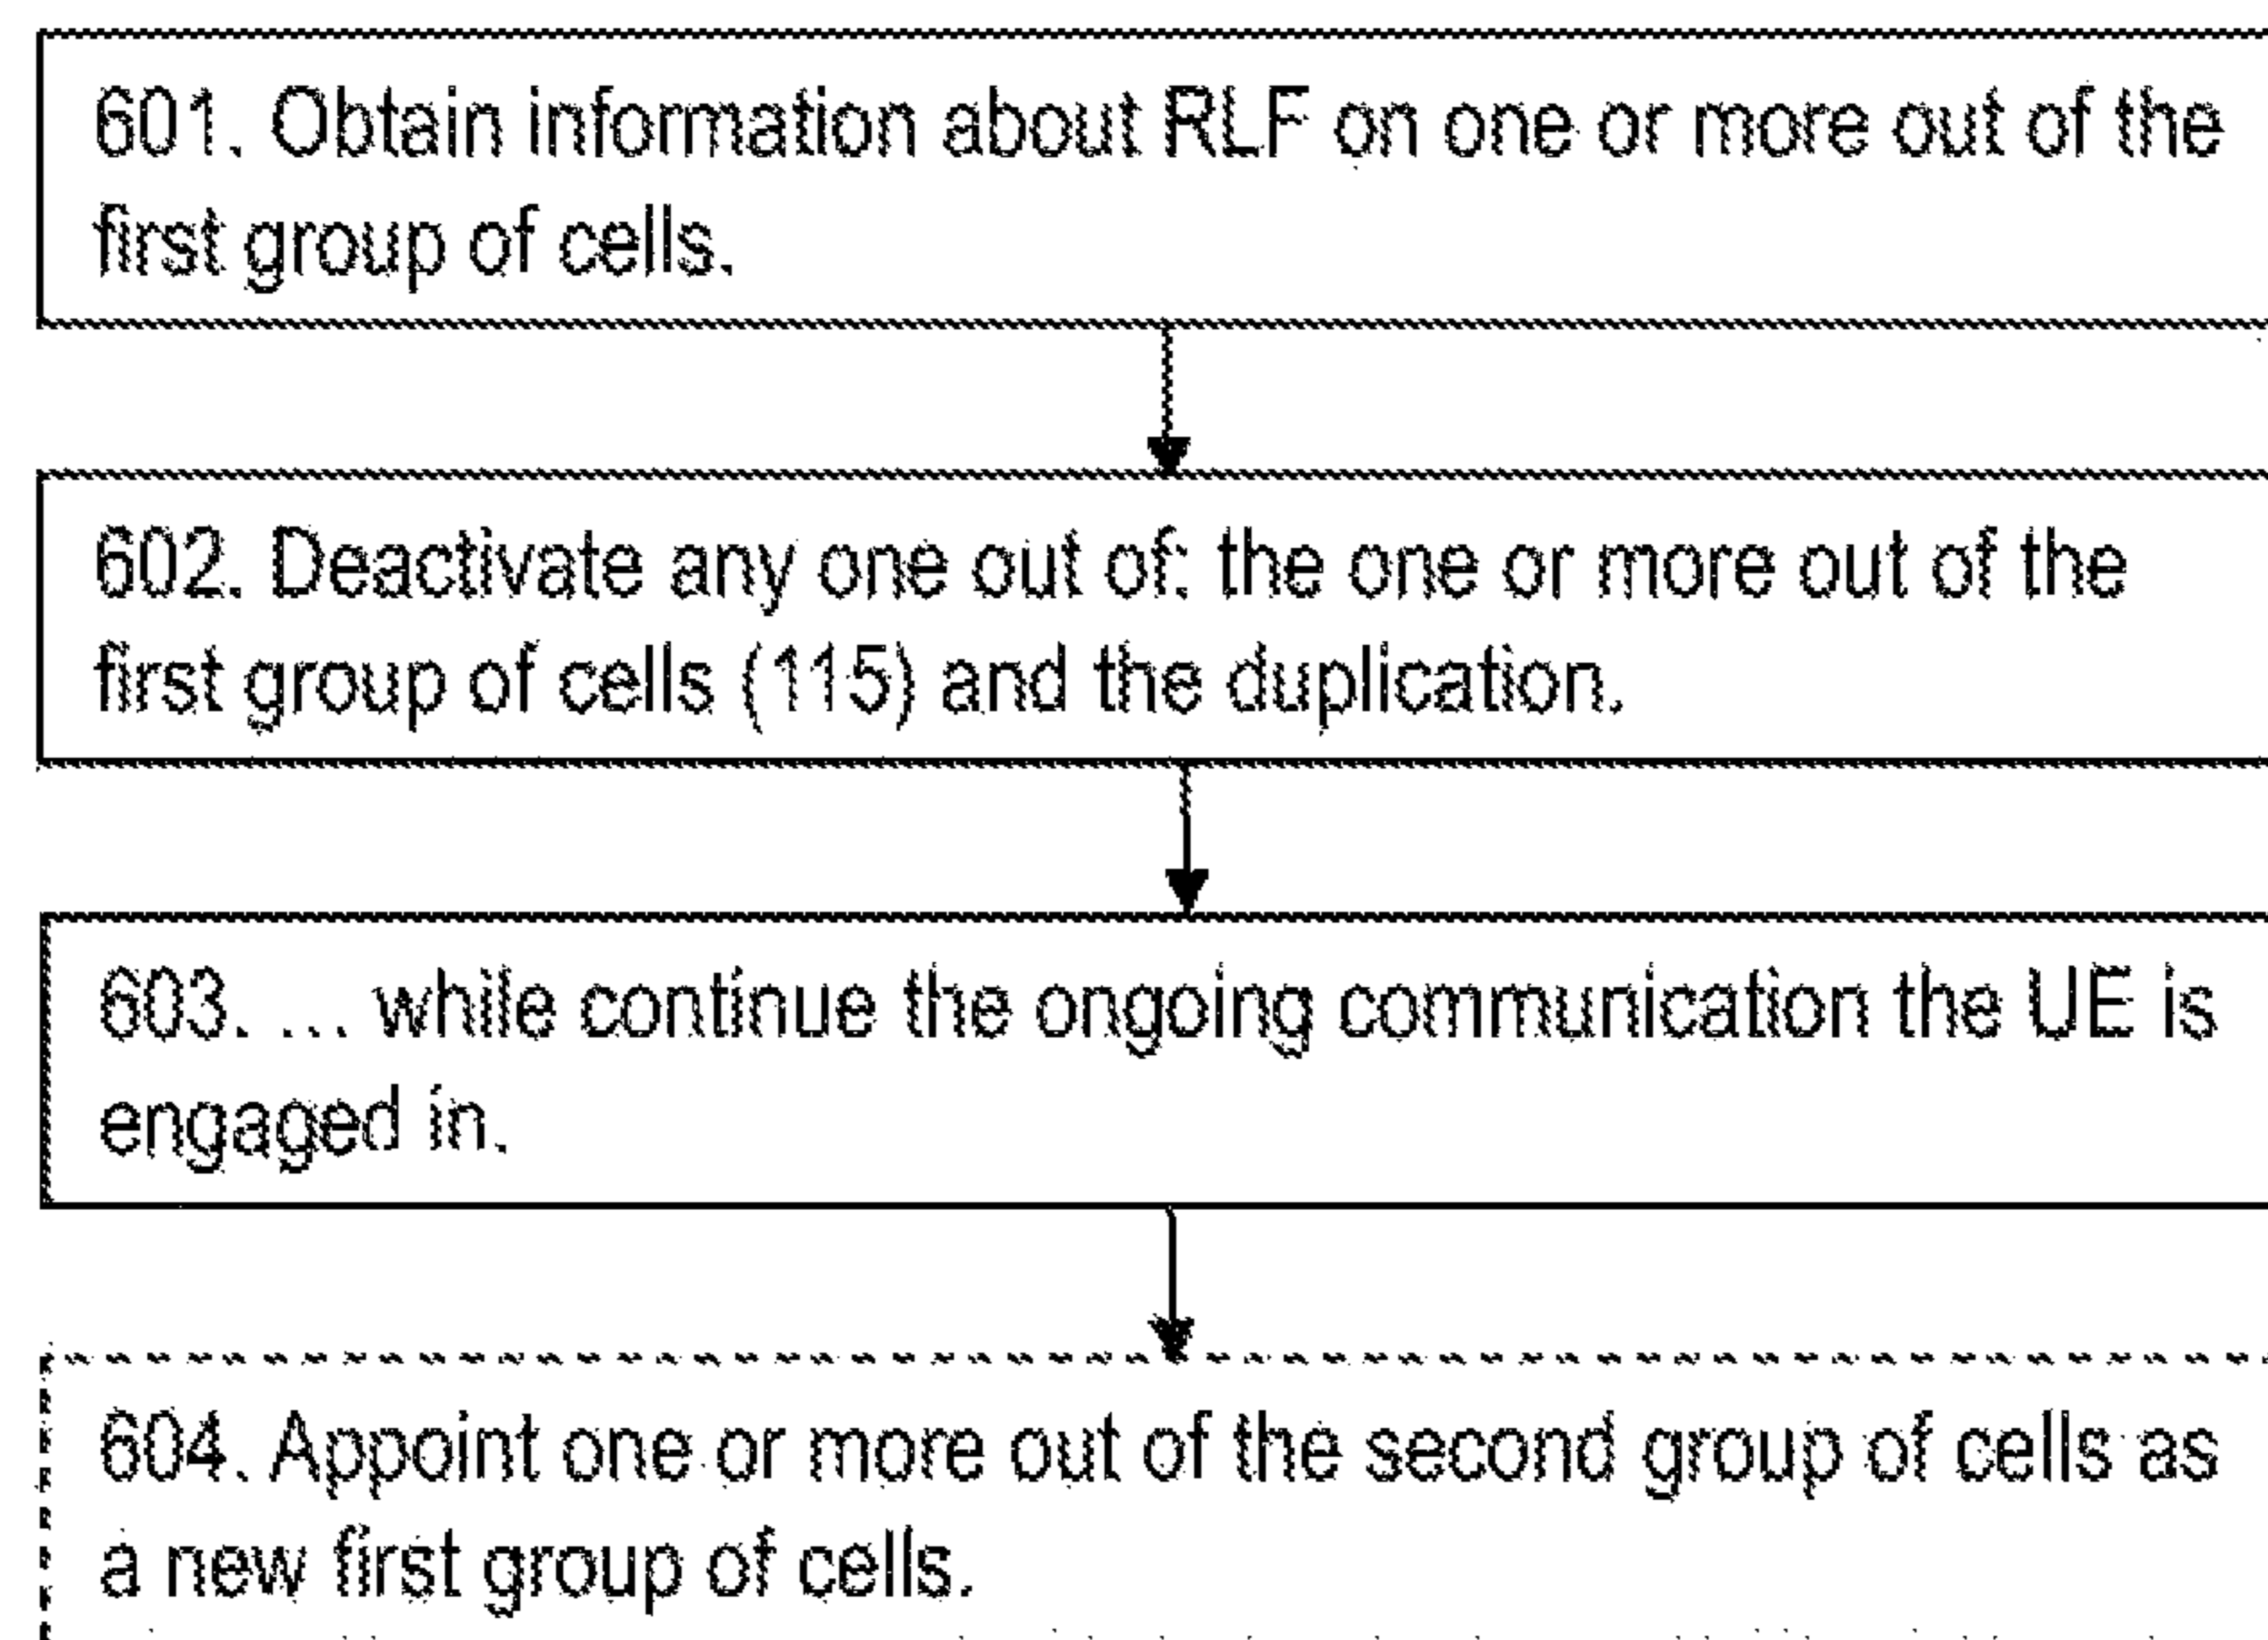 601. Obtain information about RLF on one or more out of the
first group of cells.
602. Deactivate any one out of: the one or more out of the
first group of cells (115) and the duplication.
603. ... while continue the ongoing communication the UE is
engaged in.
604. Appoint one or more out of the second group of cells as
a new first group of cells.